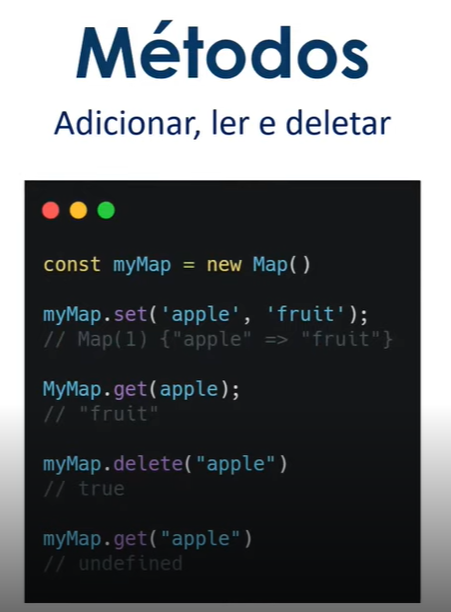 Métodos
Adicionar, ler e deletar
const myMap = new Map()
myMap.set('apple', 'fruit');
// Map(1) {"apple" => "fruit"}
MyMap.get(apple);
// "fruit"
myMap.delete("apple")
// true
myMap.get("apple")
// undefined